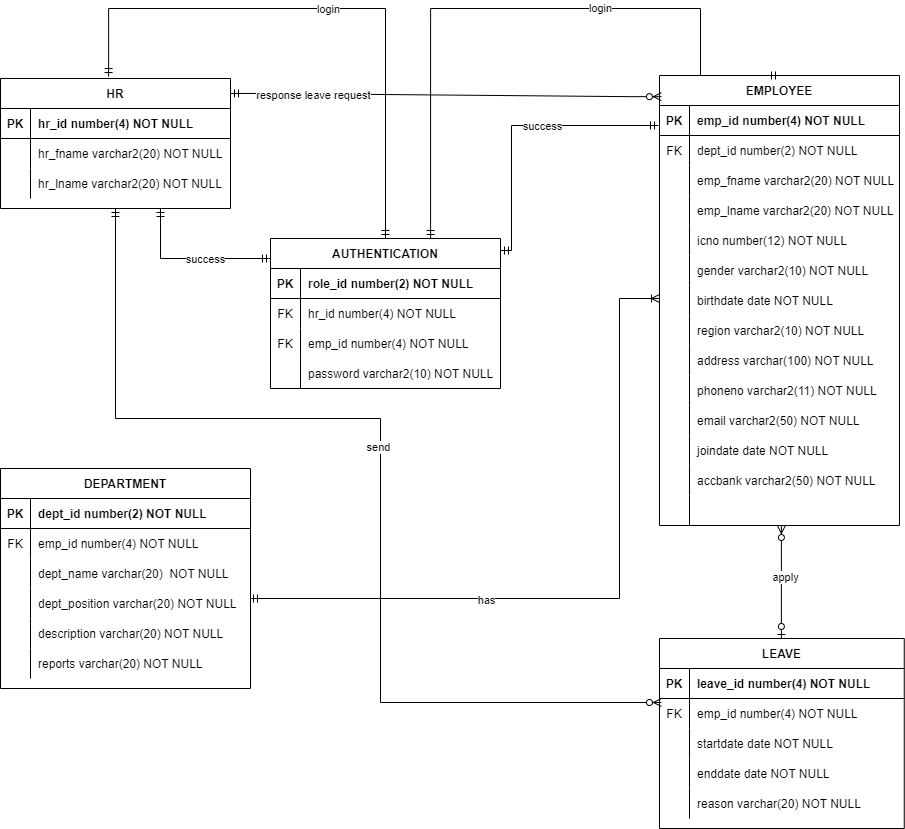 login
login
HR
PK hr_id number(4) NOT NULL
hr_fname varchar2(20) NOT NULL
hr_lname varchar2(20) NOT NULL
response leave request
success
EMPLOYEE
PK emp_id number(4) NOT NULL
FK dept_id number(2) NOT NULL
emp_fname varchar2(20) NOT NULL
emp_lname varchar2(20) NOT NULL
icno number(12) NOT NULL
gender varchar2(10) NOT NULL
birthdate date NOT NULL
region varchar2(10) NOT NULL
address varchar(100) NOT NULL
phoneno varchar2(11) NOT NULL
email varchar2(50) NOT NULL
joindate date NOT NULL
accbank varchar2(50) NOT NULL
success
AUTHENTICATION
PK role_id number(2) NOT NULL
FK hr_id number(4) NOT NULL
FK emp_id number(4) NOT NULL
password varchar2(10) NOT NULL
send
DEPARTMENT
PK dept_id number(2) NOT NULL
FK emp_id number(4) NOT NULL
dept_name varchar(20) NOT NULL
dept_position varchar(20) NOT NULL
description varchar(20) NOT NULL
reports varchar(20) NOT NULL
has
apply
LEAVE
PK leave_id number(4) NOT NULL
FK emp_id number(4) NOT NULL
startdate date NOT NULL
enddate date NOT NULL
reason varchar(20) NOT NULL